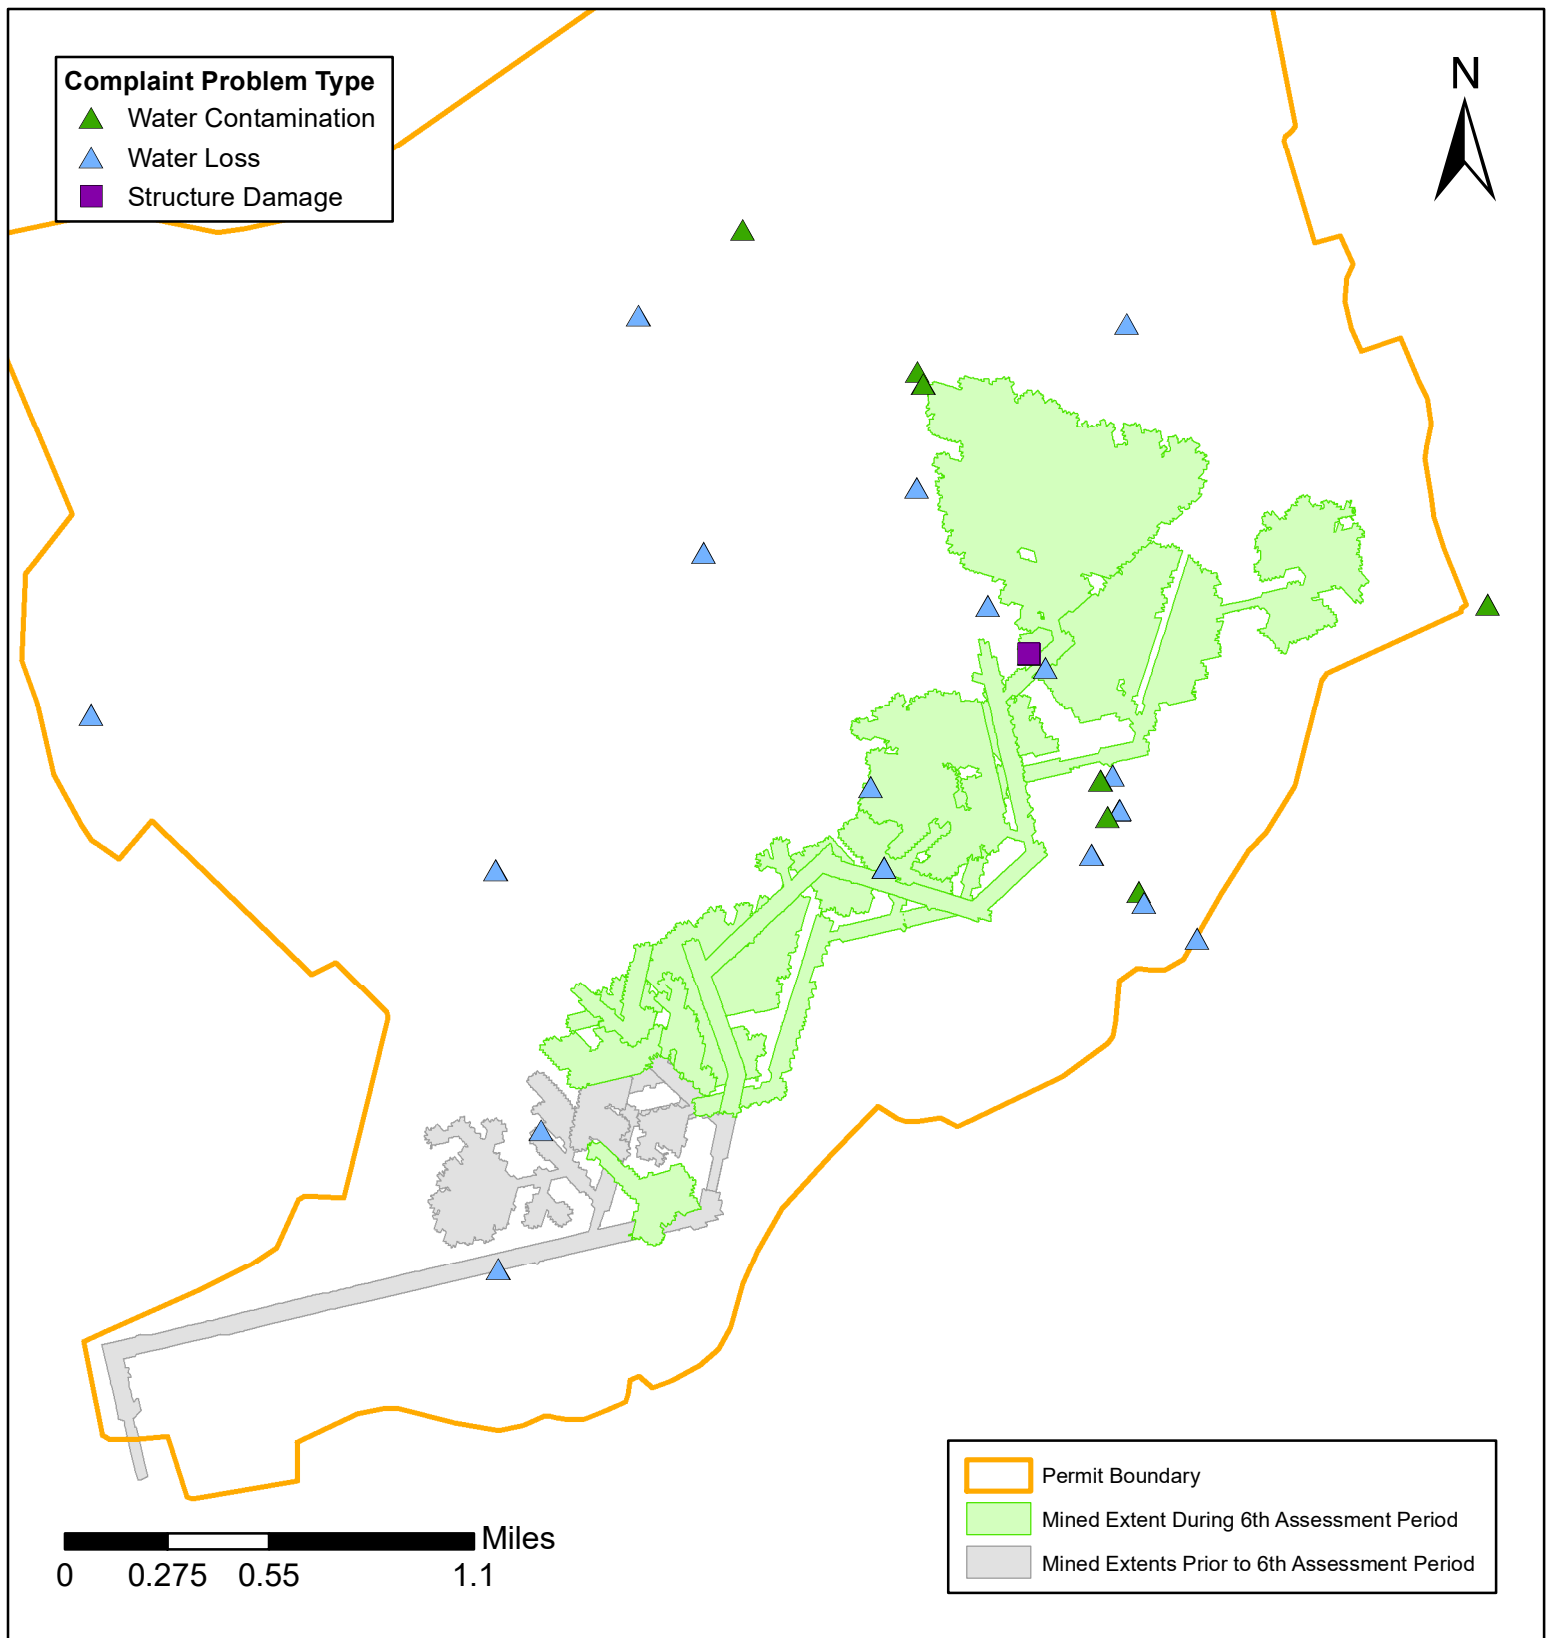 Complaint Problem Type
Water Contamination
Water Loss
Structure Damage
N
Permit Boundary
Mined Extent During 6th Assessment Period
Mined Extents Prior to 6th Assessment Period
Miles
0 0.275 0.55 1.1